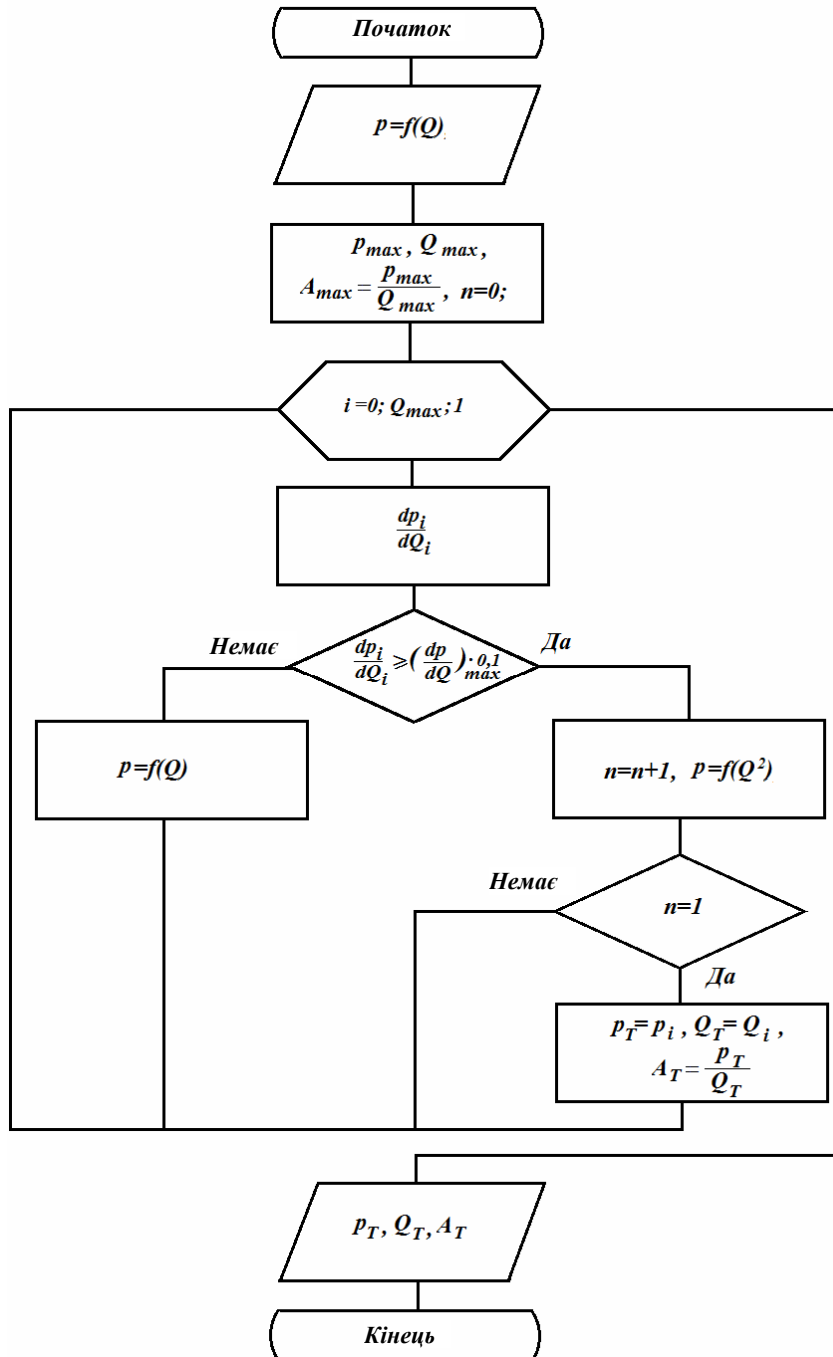 Початок
p=f(Q)
p_max, Q_max,
A_max = p_max/Q_max, n=0;
i=0; Q_max; 1
dp_i/dQ_i
Немає
dp_i/dQ_i ⩾ (dp/dQ)_max · 0,1
Да
p=f(Q)
n=n+1, p=f(Q²)
Немає
n=1
Да
p_T = p_i, Q_T = Q_i,
A_T = p_T/Q_T
p_T, Q_T, A_T
Кінець